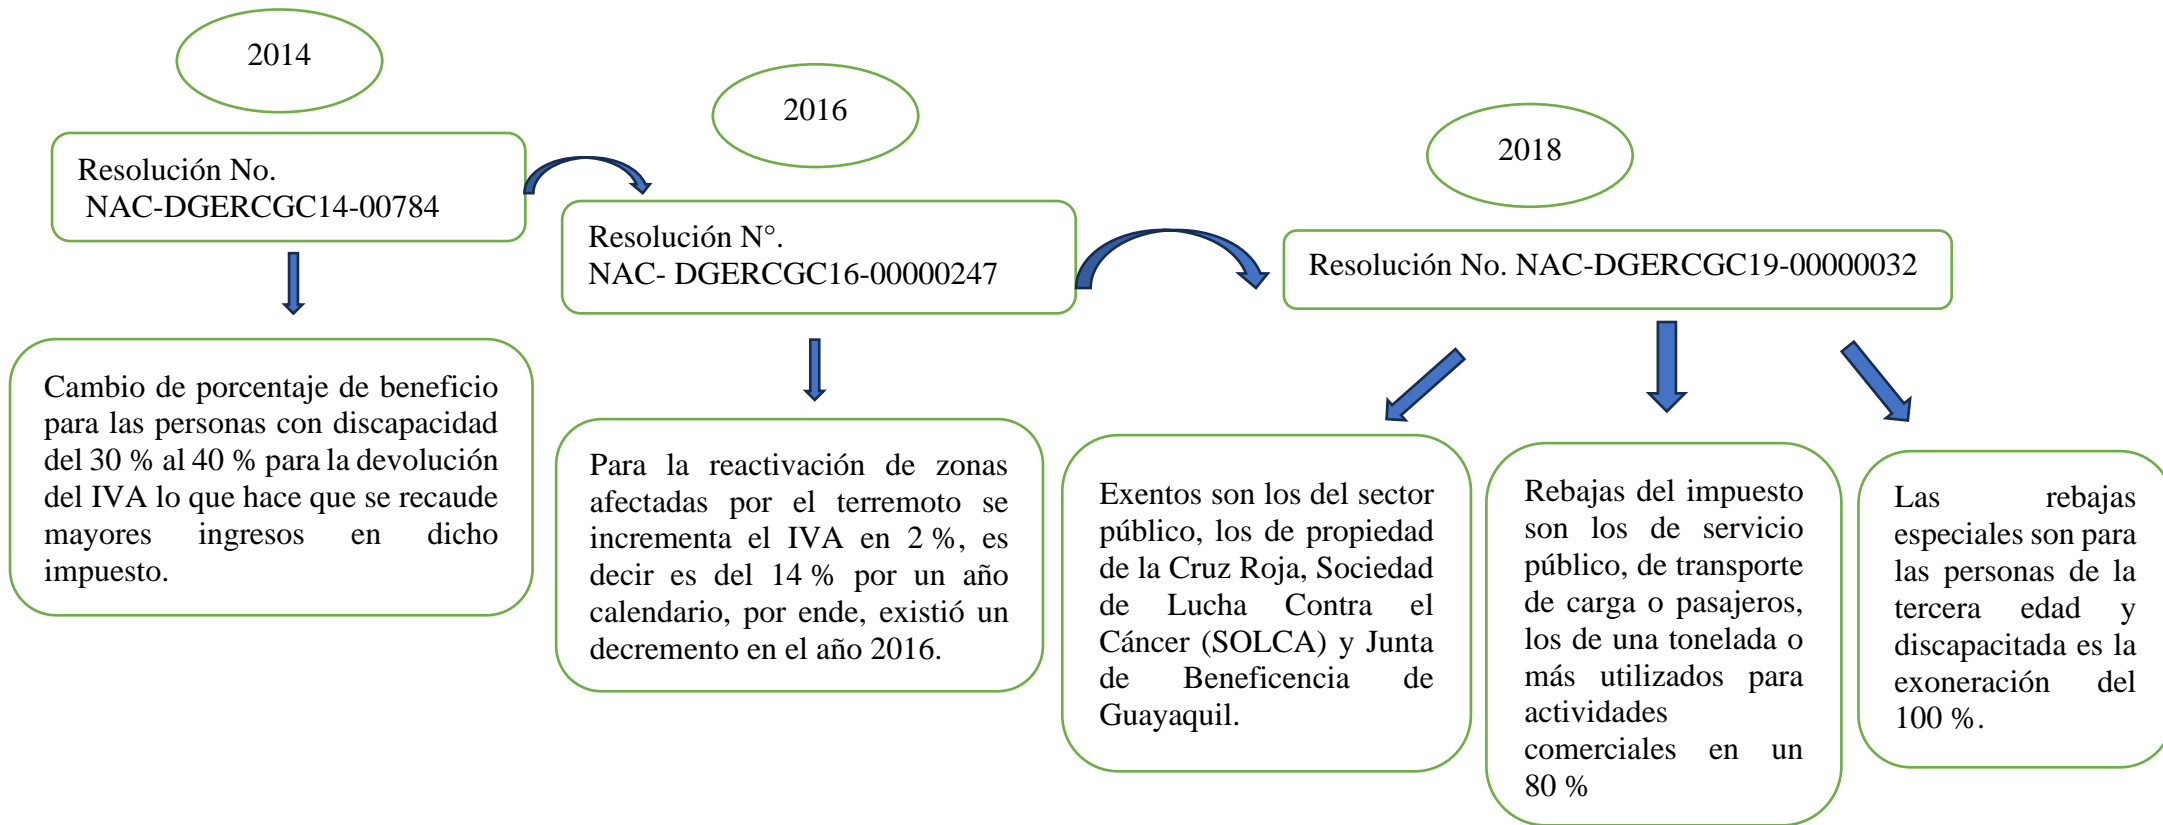 2014
Resolución No.
NAC-DGERCGC14-00784
Cambio de porcentaje de beneficio
para las personas con discapacidad
del 30 % al 40 % para la devolución
del IVA lo que hace que se recaude
mayores ingresos en dicho
impuesto.
2016
Resolución N°.
NAC- DGERCGC16-00000247
Para la reactivación de zonas
afectadas por el terremoto se
incrementa el IVA en 2 %, es
decir es del 14 % por un año
calendario, por ende, existió un
decremento en el año 2016.
2018
Resolución No. NAC-DGERCGC19-00000032
Exentos son los del sector
público, los de propiedad
de la Cruz Roja, Sociedad
de Lucha Contra el
Cáncer (SOLCA) y Junta
de Beneficencia de
Guayaquil.
Rebajas del impuesto
son los de servicio
público, de transporte
de carga o pasajeros,
los de una tonelada o
más utilizados para
actividades
comerciales en un
80 %
Las rebajas
especiales son para
las personas de la
tercera edad y
discapacitada es la
exoneración del
100 %.